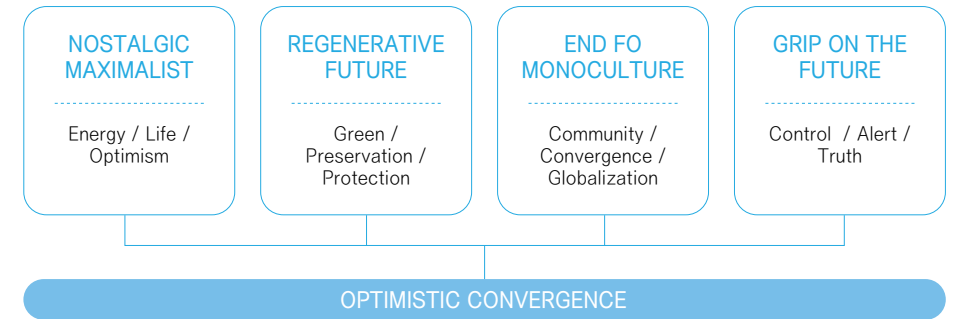 NOSTALGIC
MAXIMALIST
Energy / Life /
Optimism
REGENERATIVE
FUTURE
Green /
Preservation /
Protection
END FO
MONOCULTURE
Community /
Convergence /
Globalization
GRIP ON THE
FUTURE
Control / Alert /
Truth
OPTIMISTIC CONVERGENCE